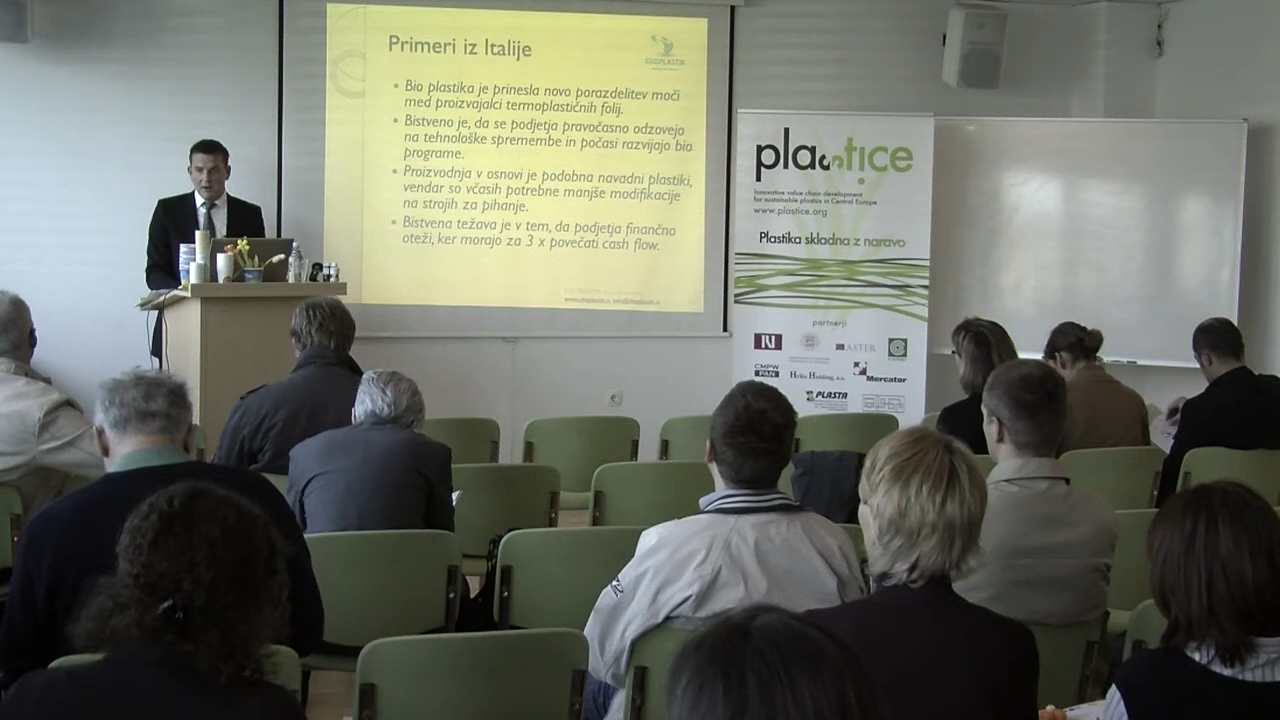 Primeri iz Italije
• Bio plastika je prinesla novo porazdelitev moči
med proizvajalci termoplastičnih folij.
• Bistveno je, da se podjetja pravočasno odzovejo
na tehnološke spremembe in počasi razvijajo bio
programe.
• Proizvodnja v osnovi je podobna navadni plastiki,
vendar so včasih potrebne manjše modifikacije
na strojih za pihanje.
• Bistvena težava je v tem, da podjetja finančno
oteži, ker morajo za 3 x povečati cash flow.
plastice
Innovative value chain development
for sustainable plastics in Central Europe
www.plastice.org
Plastika skladna z naravo
partnerji
ASTER
CMPW
PAN
Mercator
PLASTA